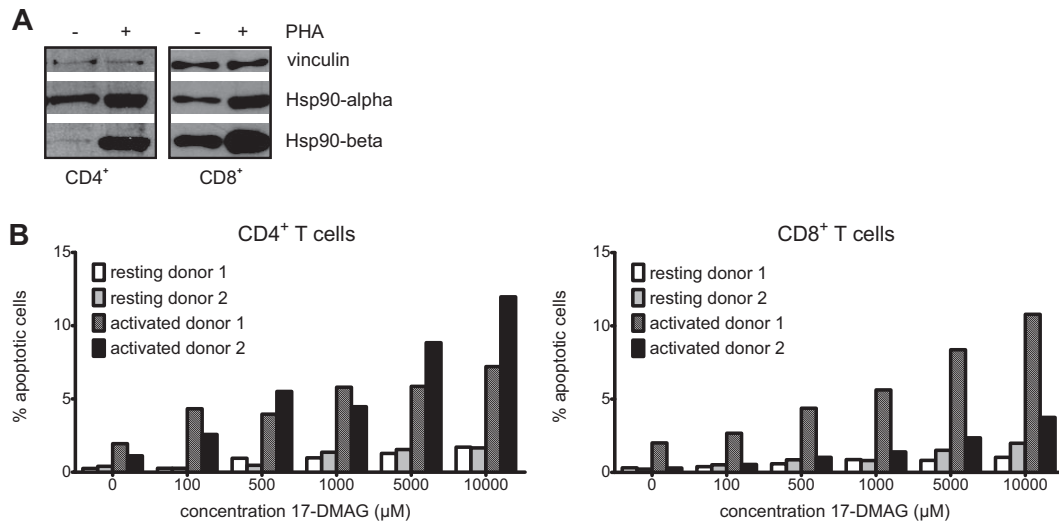 A
- + - + PHA
vinculin
Hsp90-alpha
Hsp90-beta
CD4⁺ CD8⁺
B
CD4⁺ T cells
15
10
5
0
% apoptotic cells
resting donor 1
resting donor 2
activated donor 1
activated donor 2
0 100 500 1000 5000 10000
concentration 17-DMAG (µM)
CD8⁺ T cells
15
10
5
0
% apoptotic cells
resting donor 1
resting donor 2
activated donor 1
activated donor 2
0 100 500 1000 5000 10000
concentration 17-DMAG (µM)